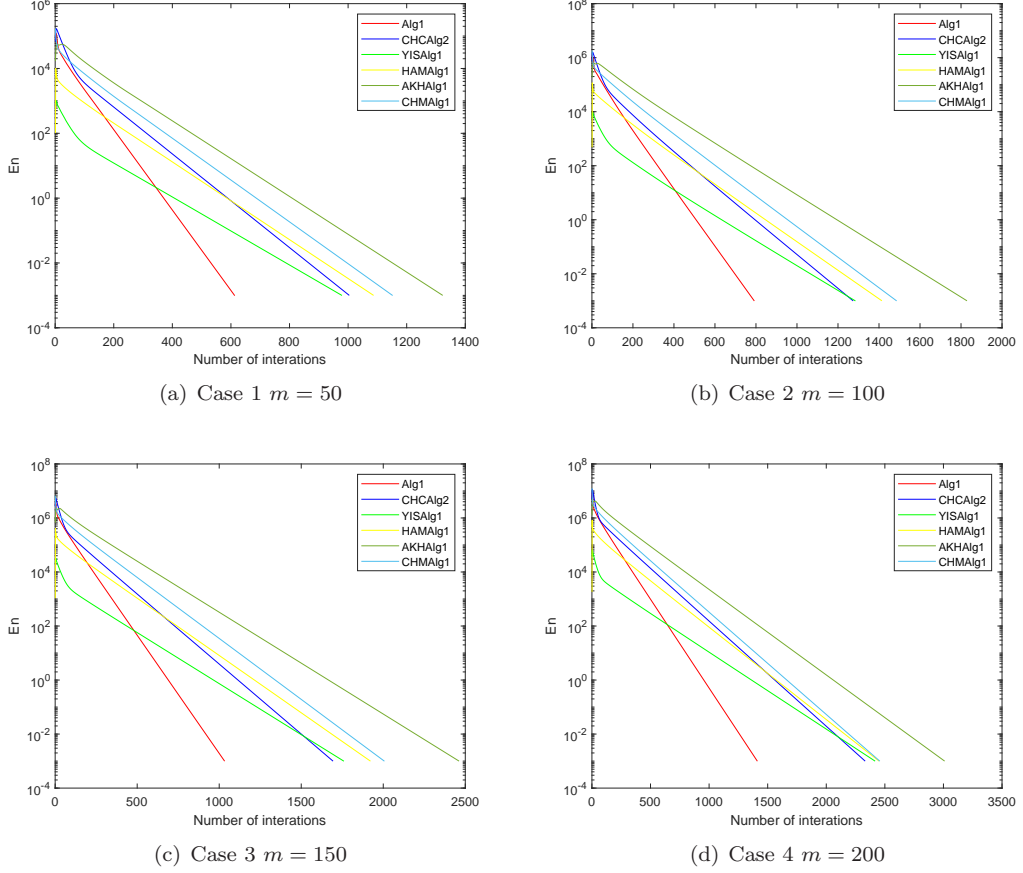 10^6
10^4
10^2
10^0
10^-2
10^-4
En
0 200 400 600 800 1000 1200 1400
Number of interations
Alg1
CHCAlg2
YISAlg1
HAMAlg1
AKHAlg1
CHMAlg1
(a) Case 1 m = 50
10^8
10^6
10^4
10^2
10^0
10^-2
10^-4
En
0 200 400 600 800 1000 1200 1400 1600 1800 2000
Number of interations
Alg1
CHCAlg2
YISAlg1
HAMAlg1
AKHAlg1
CHMAlg1
(b) Case 2 m = 100
10^8
10^6
10^4
10^2
10^0
10^-2
10^-4
En
0 500 1000 1500 2000 2500
Number of interations
Alg1
CHCAlg2
YISAlg1
HAMAlg1
AKHAlg1
CHMAlg1
(c) Case 3 m = 150
10^8
10^6
10^4
10^2
10^0
10^-2
10^-4
En
0 500 1000 1500 2000 2500 3000 3500
Number of interations
Alg1
CHCAlg2
YISAlg1
HAMAlg1
AKHAlg1
CHMAlg1
(d) Case 4 m = 200